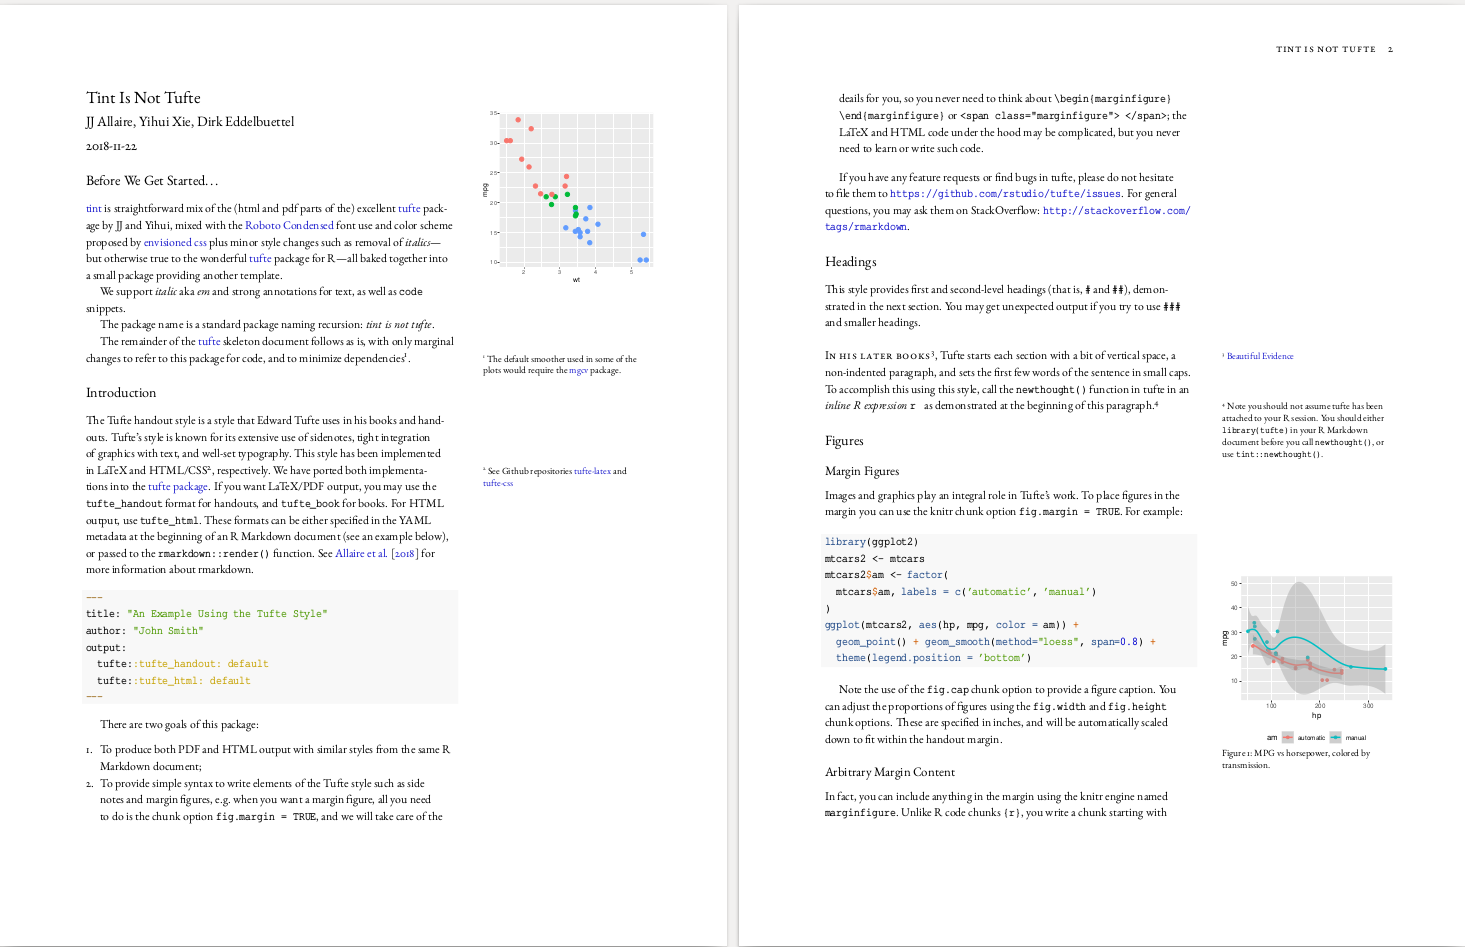 Tint Is Not Tufte
JJ Allaire, Yihui Xie, Dirk Eddelbuettel
2018-11-22
Before We Get Started…
tint is straightforward mix of the (html and pdf parts of the) excellent tufte pack-
age by JJ and Yihui, mixed with the Roboto Condensed font use and color scheme
proposed by envisioned css plus minor style changes such as removal of italics—
but otherwise true to the wonderful tufte package for R—all baked together into
a small package providing another template.
We support italic aka em and strong annotations for text, as well as code
snippets.
The package name is a standard package naming recursion: tint is not tufte.
The remainder of the tufte skeleton document follows as is, with only marginal
changes to refer to this package for code, and to minimize dependencies¹.
Introduction
The Tufte handout style is a style that Edward Tufte uses in his books and hand-
outs. Tufte's style is known for its extensive use of sidenotes, tight integration
of graphics with text, and well-set typography. This style has been implemented
in LaTeX and HTML/CSS², respectively. We have ported both implementa-
tions into the tufte package. If you want LaTeX/PDF output, you may use the
tufte_handout format for handouts, and tufte_book for books. For HTML
output, use tufte_html. These formats can be either specified in the YAML
metadata at the beginning of an R Markdown document (see an example below),
or passed to the rmarkdown::render() function. See Allaire et al. [2018] for
more information about rmarkdown.
---
title: "An Example Using the Tufte Style"
author: "John Smith"
output:
  tufte::tufte_handout: default
  tufte::tufte_html: default
---
There are two goals of this package:
1. To produce both PDF and HTML output with similar styles from the same R
Markdown document;
2. To provide simple syntax to write elements of the Tufte style such as side
notes and margin figures, e.g. when you want a margin figure, all you need
to do is the chunk option fig.margin = TRUE, and we will take care of the
35
30
25
20
15
10
mpg
2 3 4 5
wt
¹ The default smoother used in some of the
plots would require the mgcv package.
² See Github repositories tufte-latex and
tufte-css
TINT IS NOT TUFTE 2
deails for you, so you never need to think about \begin{marginfigure}
\end{marginfigure} or <span class="marginfigure"> </span>; the
LaTeX and HTML code under the hood may be complicated, but you never
need to learn or write such code.
If you have any feature requests or find bugs in tufte, please do not hesitate
to file them to https://github.com/rstudio/tufte/issues. For general
questions, you may ask them on StackOverflow: http://stackoverflow.com/
tags/rmarkdown.
Headings
This style provides first and second-level headings (that is, # and ##), demon-
strated in the next section. You may get unexpected output if you try to use ###
and smaller headings.
IN HIS LATER BOOKS³, Tufte starts each section with a bit of vertical space, a
non-indented paragraph, and sets the first few words of the sentence in small caps.
To accomplish this using this style, call the newthought() function in tufte in an
inline R expression r as demonstrated at the beginning of this paragraph.⁴
Figures
Margin Figures
Images and graphics play an integral role in Tufte's work. To place figures in the
margin you can use the knitr chunk option fig.margin = TRUE. For example:
library(ggplot2)
mtcars2 <- mtcars
mtcars2$am <- factor(
  mtcars$am, labels = c('automatic', 'manual')
)
ggplot(mtcars2, aes(hp, mpg, color = am)) +
  geom_point() + geom_smooth(method="loess", span=0.8) +
  theme(legend.position = 'bottom')
Note the use of the fig.cap chunk option to provide a figure caption. You
can adjust the proportions of figures using the fig.width and fig.height
chunk options. These are specified in inches, and will be automatically scaled
down to fit within the handout margin.
Arbitrary Margin Content
In fact, you can include anything in the margin using the knitr engine named
marginfigure. Unlike R code chunks {r}, you write a chunk starting with
³ Beautiful Evidence
⁴ Note you should not assume tufte has been
attached to your R session. You should either
library(tufte) in your R Markdown
document before you call newthought(), or
use tint::newthought().
50
40
30
20
10
mpg
100 200 300
hp
am automatic manual
Figure 1: MPG vs horsepower, colored by
transmission.